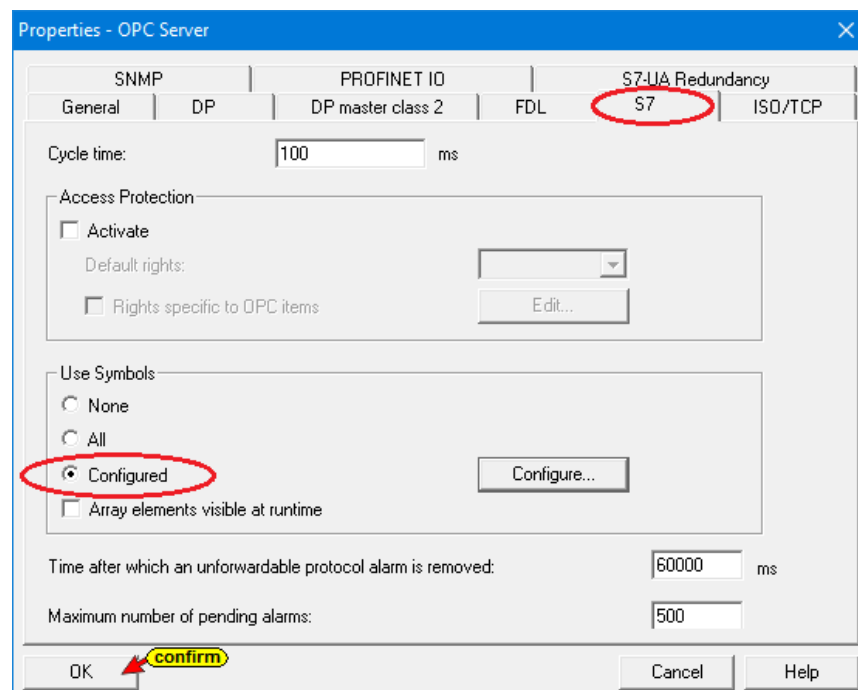 Properties - OPC Server
SNMP PROFINET IO S7-UA Redundancy
General DP DP master class 2 FDL S7 ISO/TCP
Cycle time: 100 ms
Access Protection
Activate
Default rights:
Rights specific to OPC items Edit...
Use Symbols
None
All
Configured Configure...
Array elements visible at runtime
Time after which an unforwardable protocol alarm is removed: 60000 ms
Maximum number of pending alarms: 500
OK confirm Cancel Help